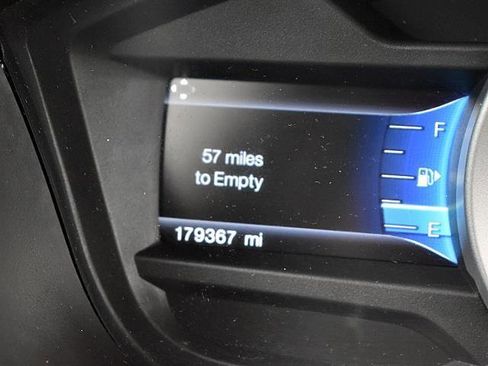 57 miles
to Empty
F
E
179367 mi